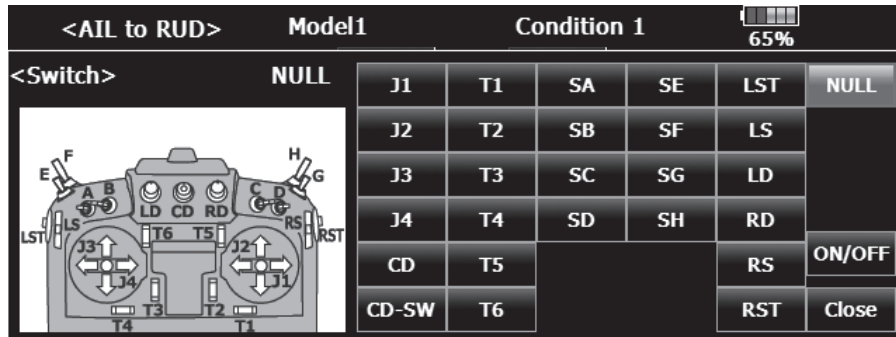 <AIL to RUD> Model1 Condition 1 65%
<Switch> NULL
J1 T1 SA SE LST NULL
J2 T2 SB SF LS
J3 T3 SC SG LD
J4 T4 SD SH RD
CD T5 RS ON/OFF
CD-SW T6 RST Close
F H
E G
A B C D
LD CD RD
LST LS RS RST
T6 T5
J3 J2
J4 J1
T3 T2
T4 T1